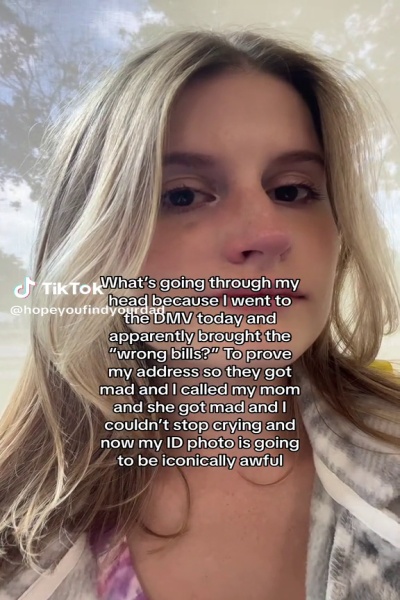 TikTok
@hopeyoufindyourdad
What's going through my
head because I went to
the DMV today and
apparently brought the
"wrong bills?" To prove
my address so they got
mad and I called my mom
and she got mad and I
couldn't stop crying and
now my ID photo is going
to be iconically awful